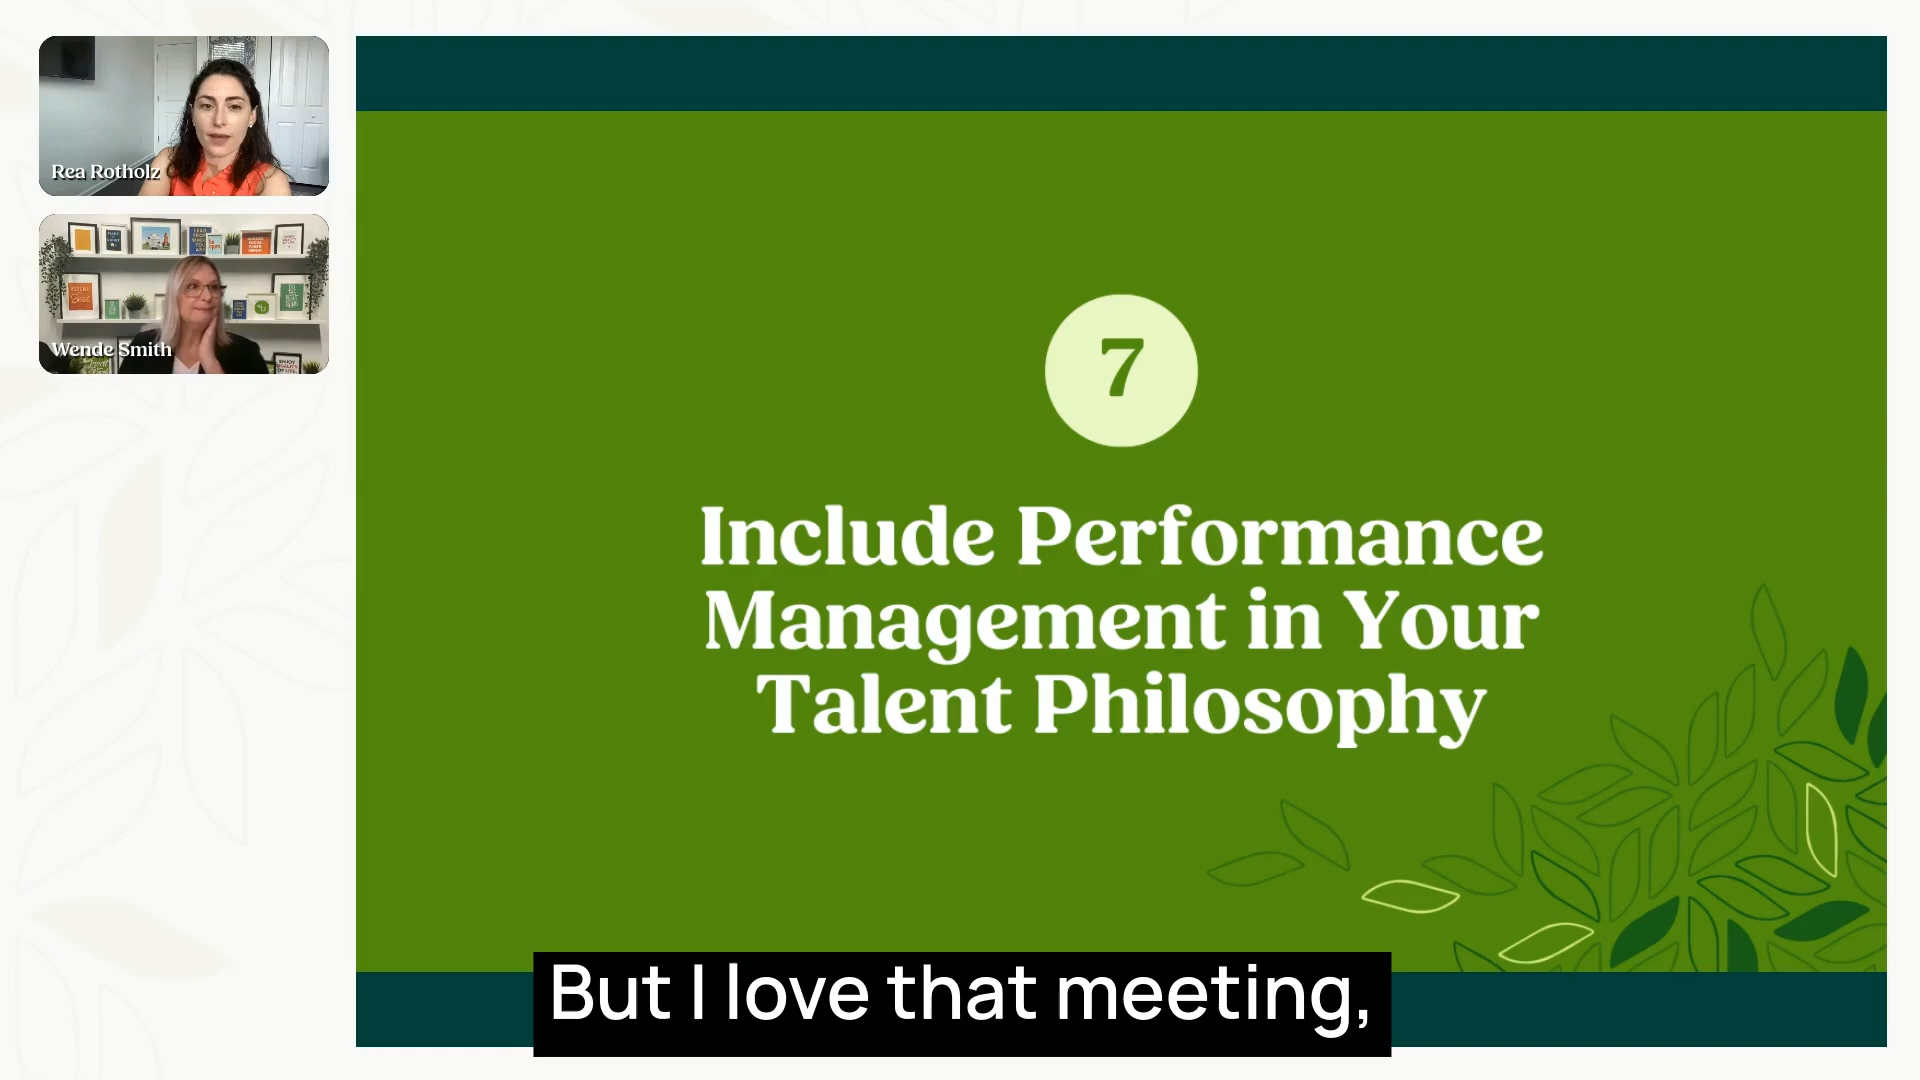 Rea Rotholz
Wende Smith
7
Include Performance
Management in Your
Talent Philosophy
But I love that meeting,